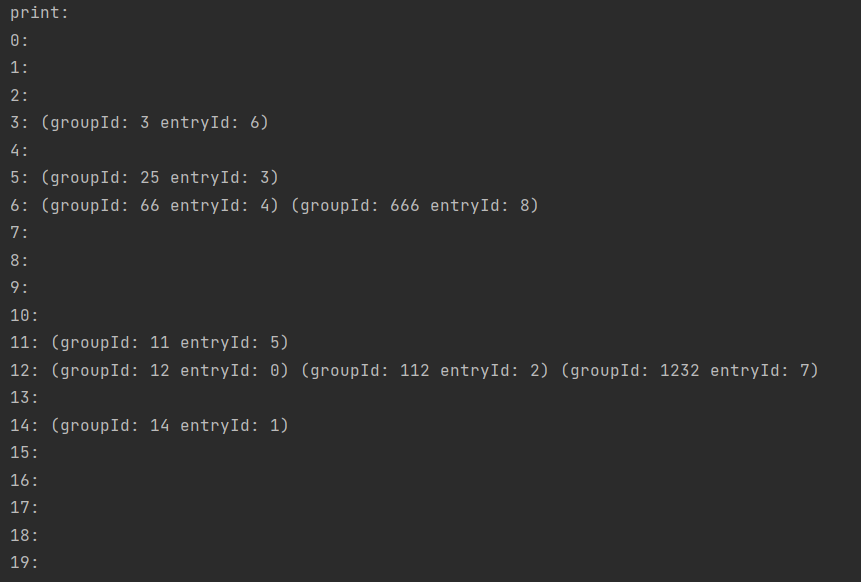 print:
0:
1:
2:
3: (groupId: 3 entryId: 6)
4:
5: (groupId: 25 entryId: 3)
6: (groupId: 66 entryId: 4) (groupId: 666 entryId: 8)
7:
8:
9:
10:
11: (groupId: 11 entryId: 5)
12: (groupId: 12 entryId: 0) (groupId: 112 entryId: 2) (groupId: 1232 entryId: 7)
13:
14: (groupId: 14 entryId: 1)
15:
16:
17:
18:
19: